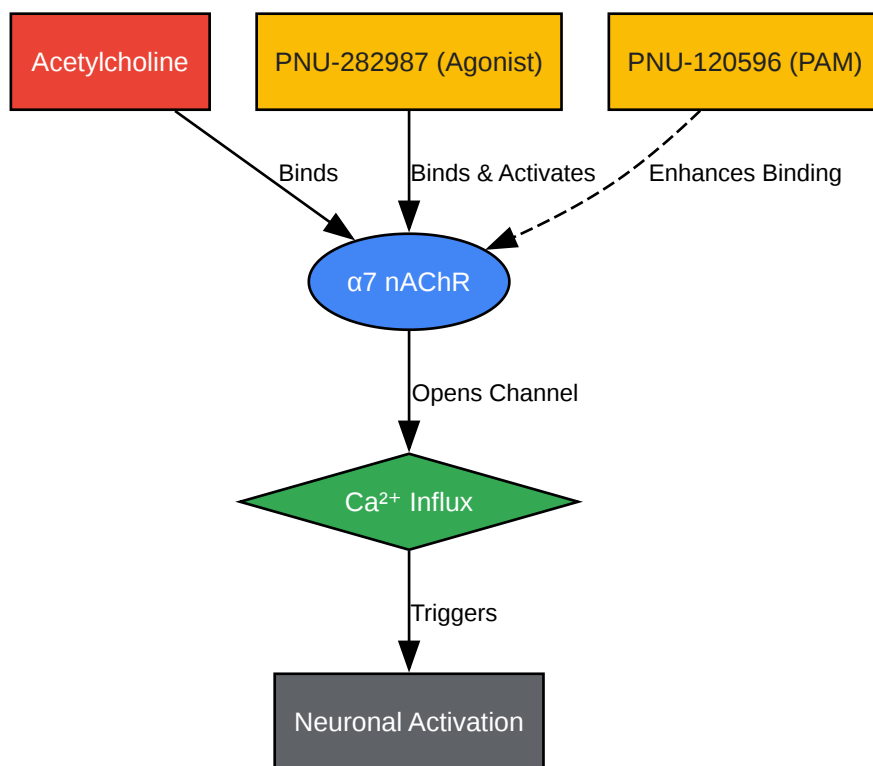 Acetylcholine
PNU-282987 (Agonist)
PNU-120596 (PAM)
Binds
Binds & Activates
Enhances Binding
α7 nAChR
Opens Channel
Ca²⁺ Influx
Triggers
Neuronal Activation